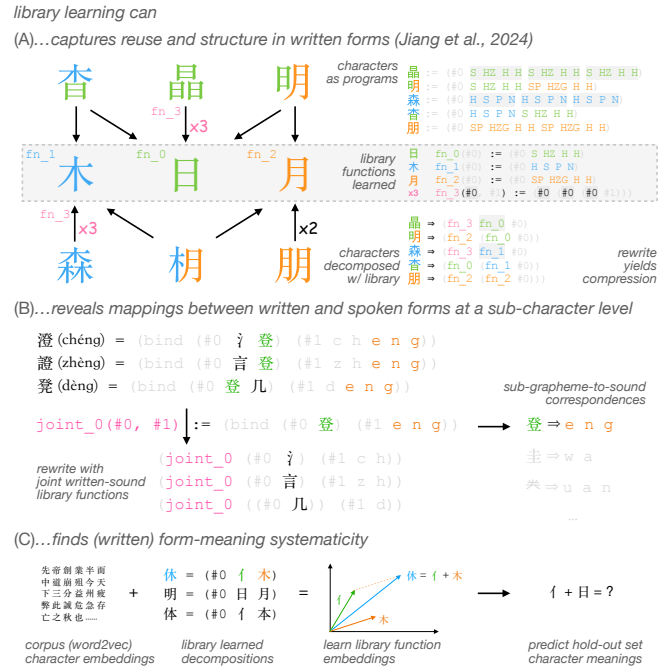 library learning can
(A)…captures reuse and structure in written forms (Jiang et al., 2024)
杳 晶 明
fn_3
x3
characters
as programs
晶 := (#0 S HZ H H S HZ H H S HZ H H)
明 := (#0 S HZ H H SP HZG H H)
森 := (#0 H S P N H S P N H S P N)
杳 := (#0 H S P N S HZ H H)
朋 := (#0 SP HZG H H SP HZG H H)
fn_1 fn_0 fn_2
木 日 月
library
functions
learned
日 fn_0(#0) := (#0 S HZ H H)
木 fn_1(#0) := (#0 H S P N)
月 fn_2(#0) := (#0 SP HZG H H)
x3 fn_3(#0, #1) := (#0 (#0 (#0 #1)))
fn_3
x3 x2
森 枂 朋
characters
decomposed
w/ library
晶 ⇒ (fn_3 fn_0 #0)
明 ⇒ (fn_2 (fn_0 #0))
森 ⇒ (fn_3 fn_1 #0)
杳 ⇒ (fn_0 (fn_1 #0))
朋 ⇒ (fn_2 (fn_2 #0))
rewrite
yields
compression
(B)…reveals mappings between written and spoken forms at a sub-character level
澄 (chéng) = (bind (#0 氵 登) (#1 c h e n g))
證 (zhèng) = (bind (#0 言 登) (#1 z h e n g))
凳 (dèng) = (bind (#0 登 几) (#1 d e n g))
joint_0(#0, #1) := (bind (#0 登) (#1 e n g))
rewrite with
joint written-sound
library functions
(joint_0 (#0 氵) (#1 c h))
(joint_0 (#0 言) (#1 z h))
(joint_0 ((#0 几)) (#1 d))
sub-grapheme-to-sound
correspondences
登 ⇒ e n g
圭 ⇒ w a
⇒ u a n
…
(C)…finds (written) form-meaning systematicity
先帝創業半而
中道崩殂今天
下三分益州疲
弊此誠危急存
亡之秋也……
+
休 = (#0 亻 木)
明 = (#0 日 月)
体 = (#0 亻 本)
=
休 = 亻 + 木
亻
木
亻 + 日 = ?
corpus (word2vec)
character embeddings
library learned
decompositions
learn library function
embeddings
predict hold-out set
character meanings